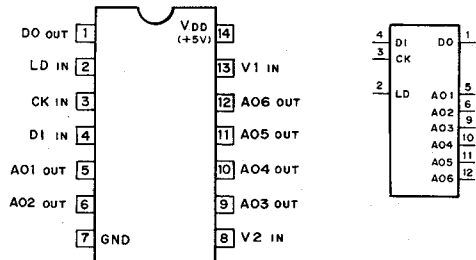 DO OUT 1
LD IN 2
CK IN 3
DI IN 4
AO1 OUT 5
AO2 OUT 6
7 GND
VDD 14
(+5V)
13 V1 IN
12 AO6 OUT
11 AO5 OUT
10 AO4 OUT
9 AO3 OUT
8 V2 IN
4 DI DO 1
3 CK
2 LD
AO1 5
AO2 6
AO3 9
AO4 10
AO5 11
AO6 12